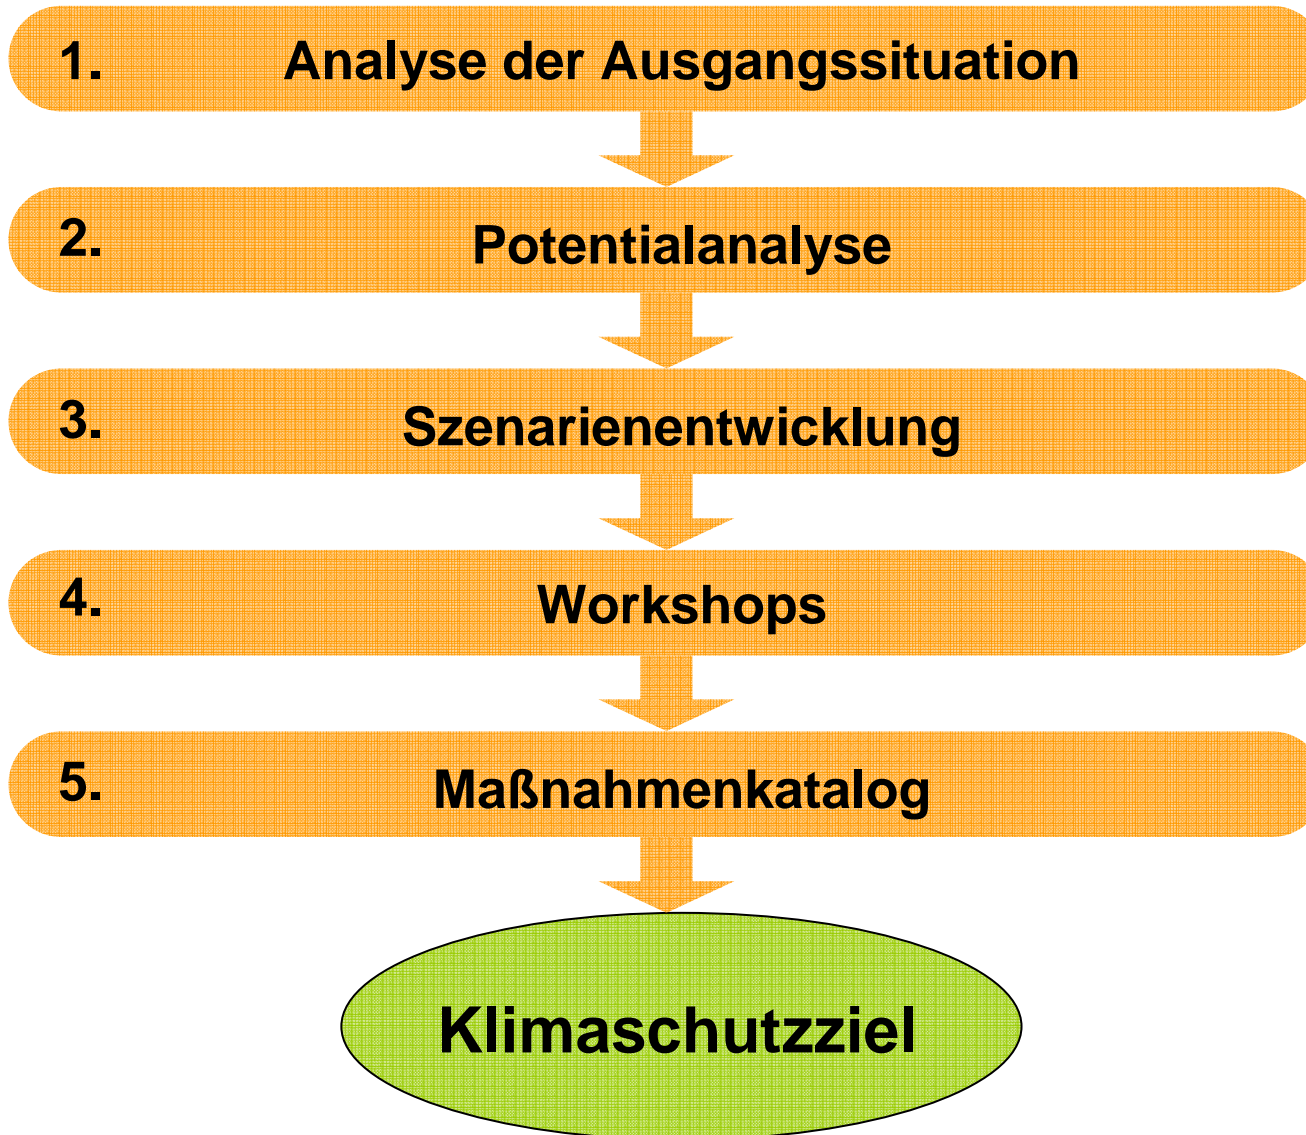 1. Analyse der Ausgangssituation
2. Potentialanalyse
3. Szenarienentwicklung
4. Workshops
5. Maßnahmenkatalog
Klimaschutzziel